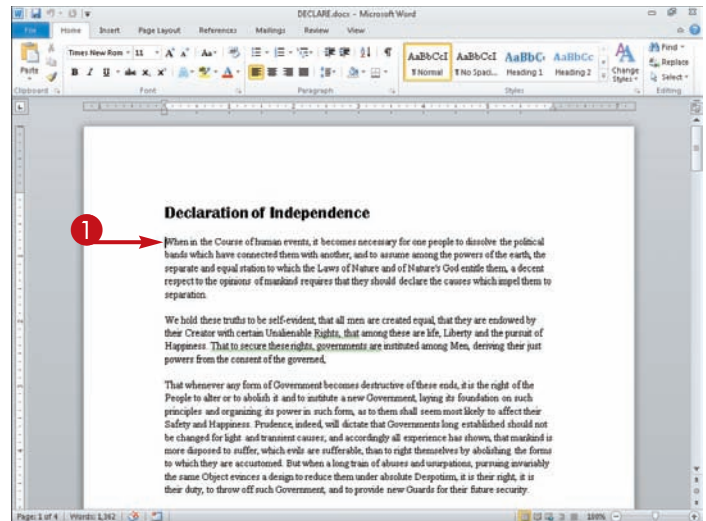 DECLARE.docx - Microsoft Word
File Home Insert Page Layout References Mailings Review View
Times New Rom 11 A A Aa Find
Paste B I U abe x, x² A AaBbCcI AaBbCcI AaBbC AaBbCc Change Styles Replace
¶ Normal ¶ No Spaci... Heading 1 Heading 2 Select
Clipboard Font Paragraph Styles Editing
Declaration of Independence
1
When in the Course of human events, it becomes necessary for one people to dissolve the political
bands which have connected them with another, and to assume among the powers of the earth, the
separate and equal station to which the Laws of Nature and of Nature's God entitle them, a decent
respect to the opinions of mankind requires that they should declare the causes which impel them to
separation.
We hold these truths to be self-evident, that all men are created equal, that they are endowed by
their Creator with certain Unalienable Rights, that among these are life, Liberty and the pursuit of
Happiness. That to secure these rights, governments are instituted among Men, deriving their just
powers from the consent of the governed,
That whenever any form of Government becomes destructive of these ends, it is the right of the
People to alter or to abolish it and to institute a new Government, laying its foundation on such
principles and organizing its power in such form, as to them shall seem most likely to affect their
Safety and Happiness. Prudence, indeed, will dictate that Governments long established should not
be changed for light and transient causes; and accordingly all experience has shown, that mankind is
more disposed to suffer, which evils are sufferable, than to right themselves by abolishing the forms
to which they are accustomed. But when a long train of abuses and usurpations, pursuing invariably
the same Object evinces a design to reduce them under absolute Despotism, it is their right, it is
their duty, to throw off such Government, and to provide new Guards for their future security.
Page: 1 of 4 Words: 1,362 100%